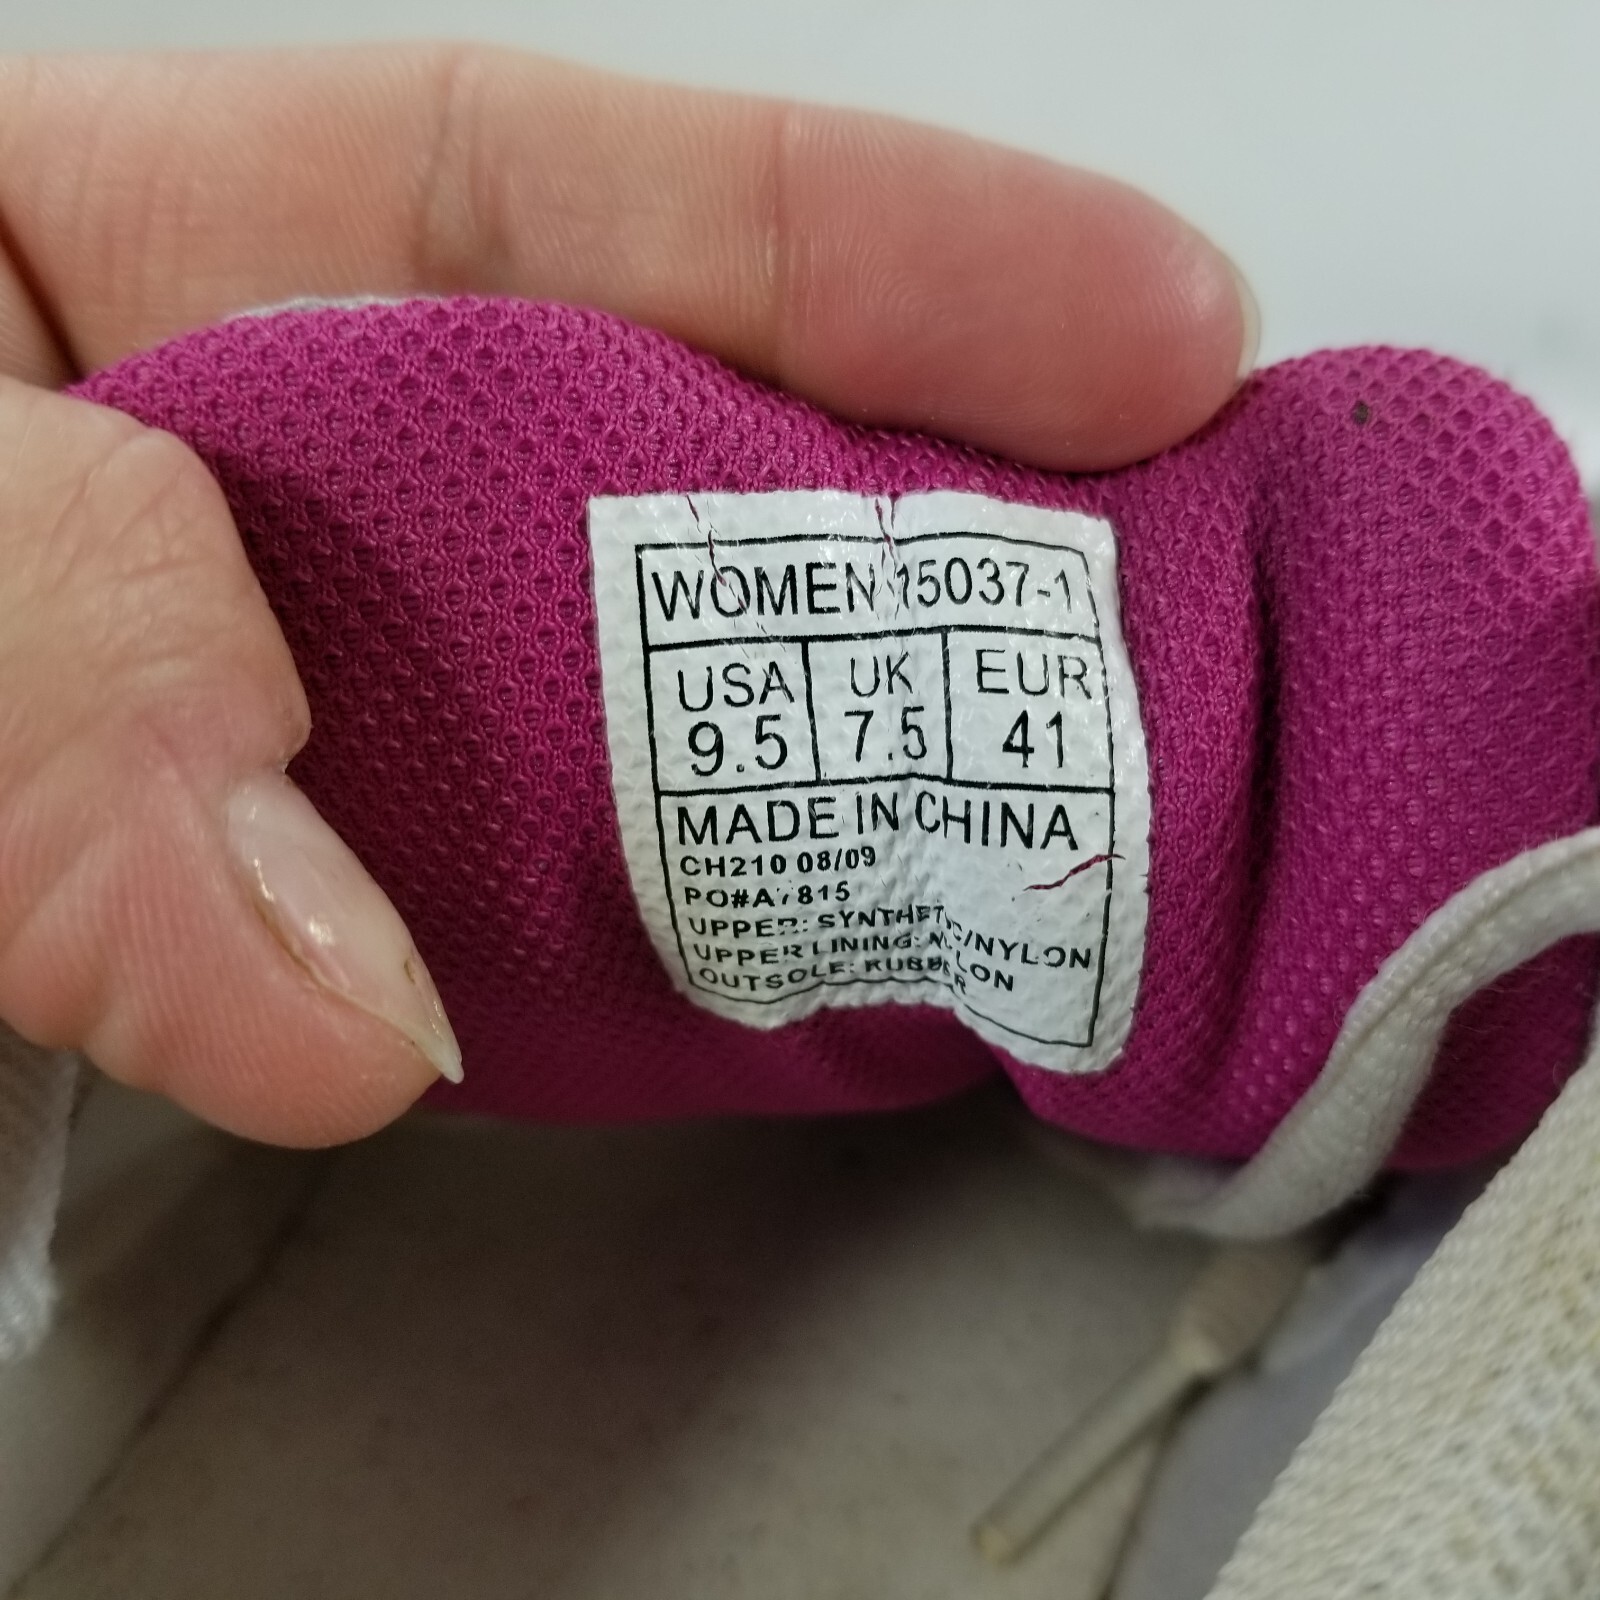 WOMEN 15037-1
USA UK EUR
9.5 7.5 41
MADE IN CHINA
CH210 08/09
UPPER: SYNTHETIC/NYLON
UPPER LINING: NYLON
OUTSOLE: RUBBER